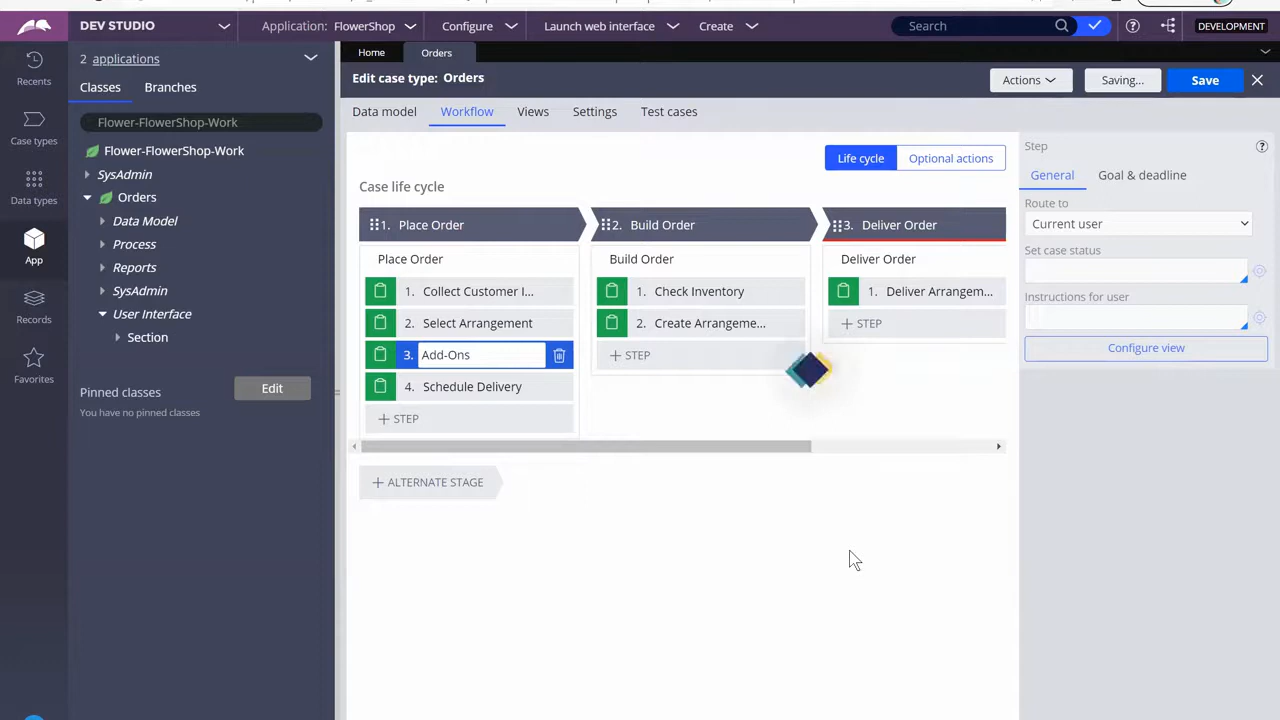 DEV STUDIO
Application: FlowerShop
Configure
Launch web interface
Create
Search
DEVELOPMENT
Recents
Case types
Data types
App
Records
Favorites
2 applications
Classes
Branches
Flower-FlowerShop-Work
Flower-FlowerShop-Work
SysAdmin
Orders
Data Model
Process
Reports
SysAdmin
User Interface
Section
Pinned classes
Edit
You have no pinned classes
Home
Orders
Edit case type: Orders
Actions
Saving...
Save
Data model
Workflow
Views
Settings
Test cases
Life cycle
Optional actions
Case life cycle
1. Place Order
2. Build Order
3. Deliver Order
Place Order
1. Collect Customer I...
2. Select Arrangement
3. Add-Ons
4. Schedule Delivery
+ STEP
Build Order
1. Check Inventory
2. Create Arrangeme...
+ STEP
Deliver Order
1. Deliver Arrangem...
+ STEP
+ ALTERNATE STAGE
Step
?
General
Goal & deadline
Route to
Current user
Set case status
Instructions for user
Configure view